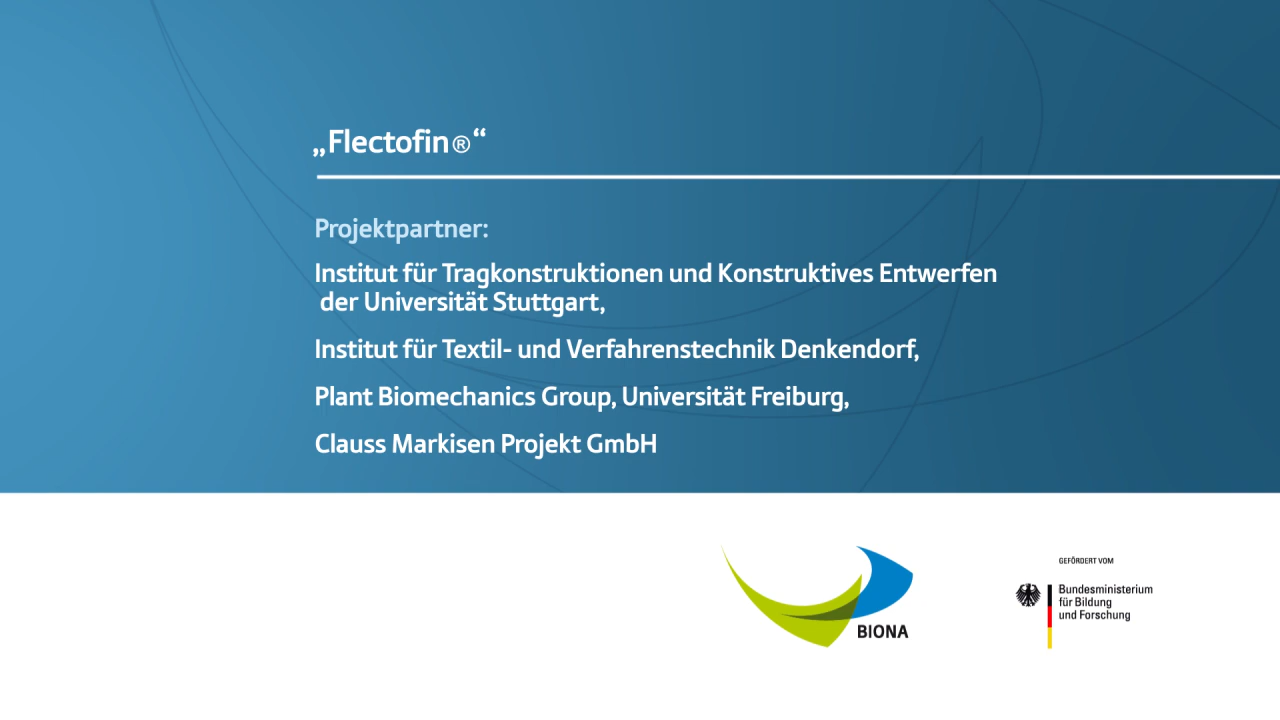 „Flectofin®“
Projektpartner:
Institut für Tragkonstruktionen und Konstruktives Entwerfen
der Universität Stuttgart,
Institut für Textil- und Verfahrenstechnik Denkendorf,
Plant Biomechanics Group, Universität Freiburg,
Clauss Markisen Projekt GmbH
BIONA
GEFÖRDERT VOM
Bundesministerium
für Bildung
und Forschung